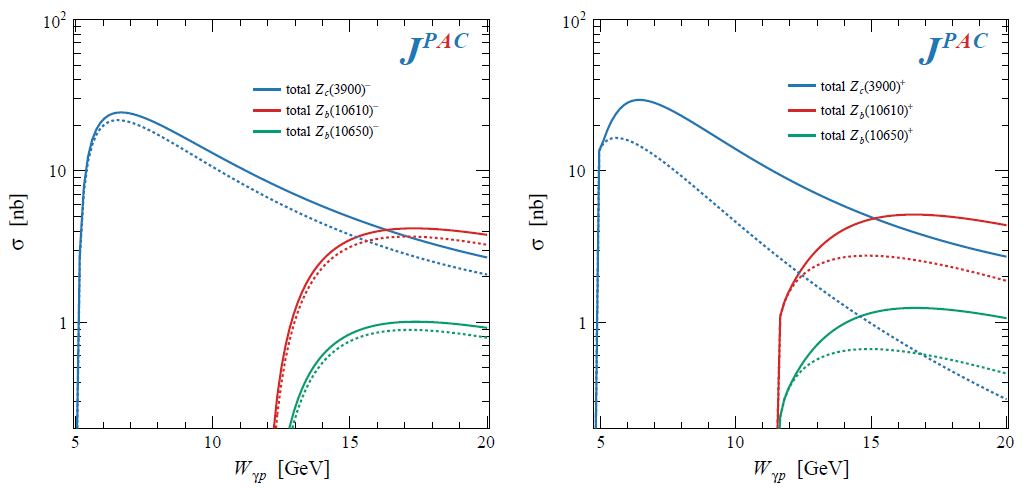 10²
J^PAC
total Z_c(3900)⁻
total Z_b(10610)⁻
total Z_b(10650)⁻
10
σ [nb]
1
5
10
15
20
W_γp [GeV]
10²
J^PAC
total Z_c(3900)⁺
total Z_b(10610)⁺
total Z_b(10650)⁺
10
σ [nb]
1
5
10
15
20
W_γp [GeV]